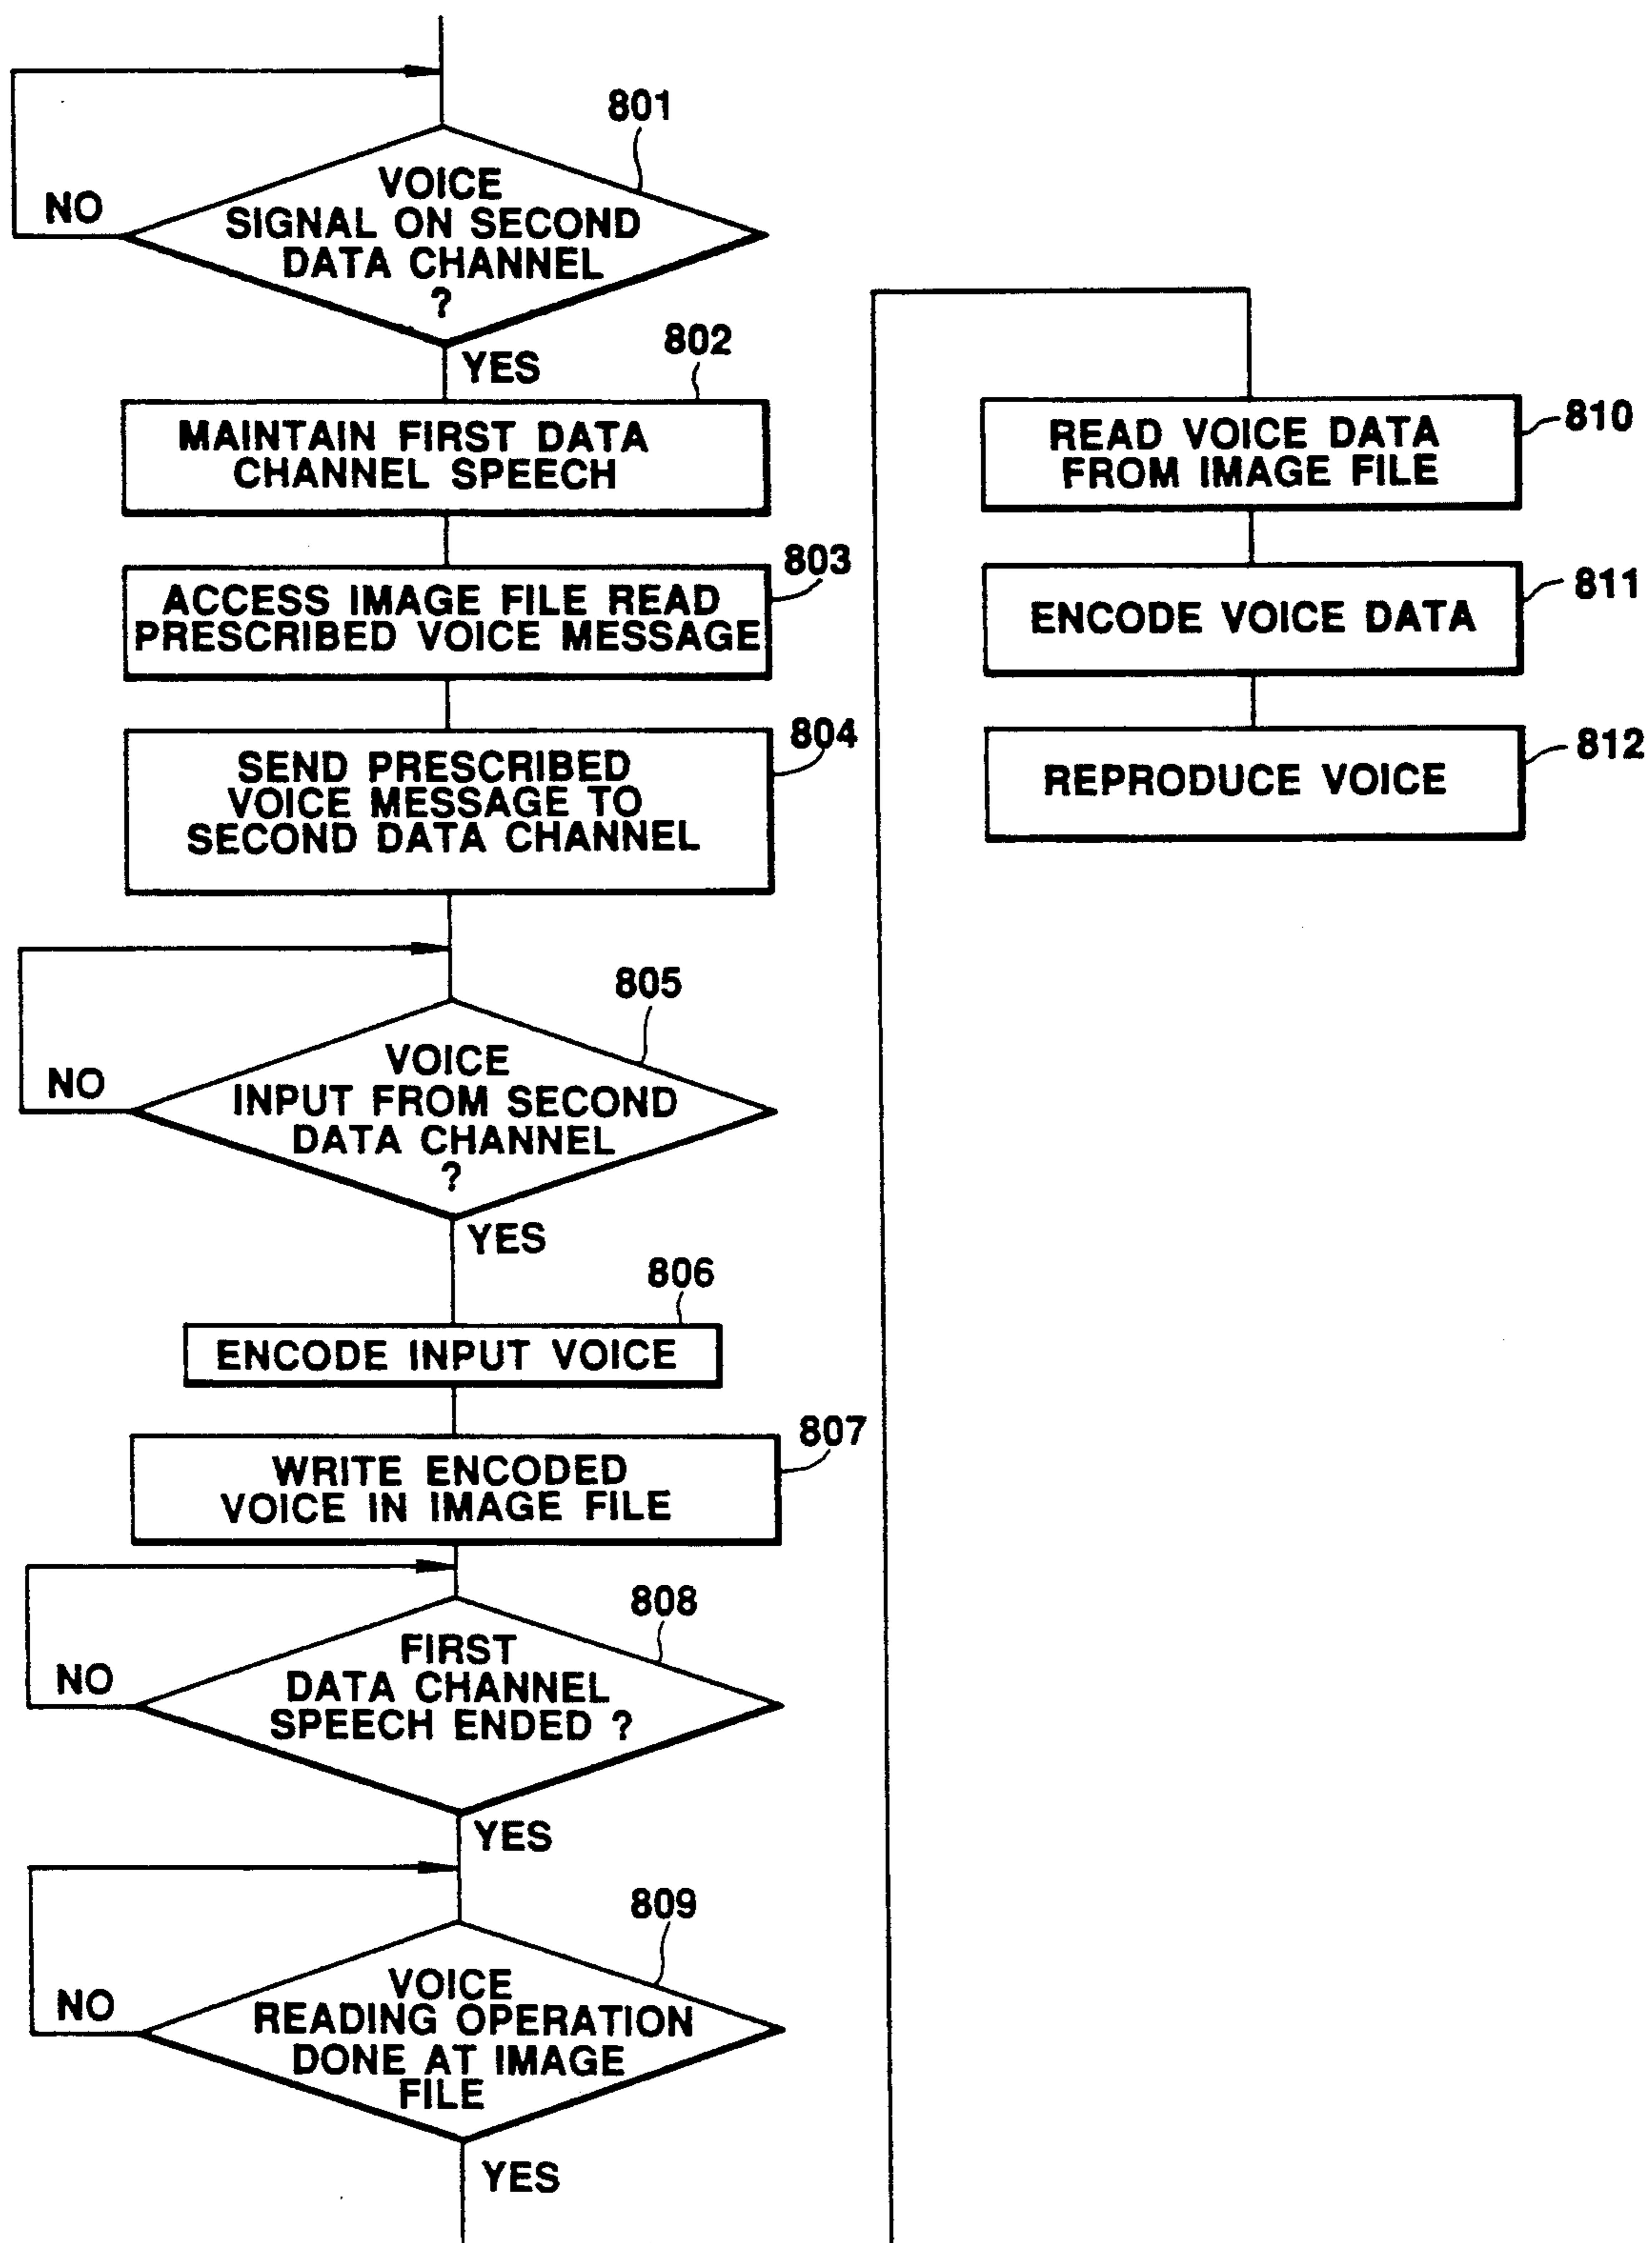 801
VOICE
SIGNAL ON SECOND
DATA CHANNEL
?
NO
YES
802
MAINTAIN FIRST DATA
CHANNEL SPEECH
803
ACCESS IMAGE FILE READ
PRESCRIBED VOICE MESSAGE
804
SEND PRESCRIBED
VOICE MESSAGE TO
SECOND DATA CHANNEL
805
VOICE
INPUT FROM SECOND
DATA CHANNEL
?
NO
YES
806
ENCODE INPUT VOICE
807
WRITE ENCODED
VOICE IN IMAGE FILE
808
FIRST
DATA CHANNEL
SPEECH ENDED ?
NO
YES
809
VOICE
READING OPERATION
DONE AT IMAGE
FILE
NO
YES
810
READ VOICE DATA
FROM IMAGE FILE
811
ENCODE VOICE DATA
812
REPRODUCE VOICE